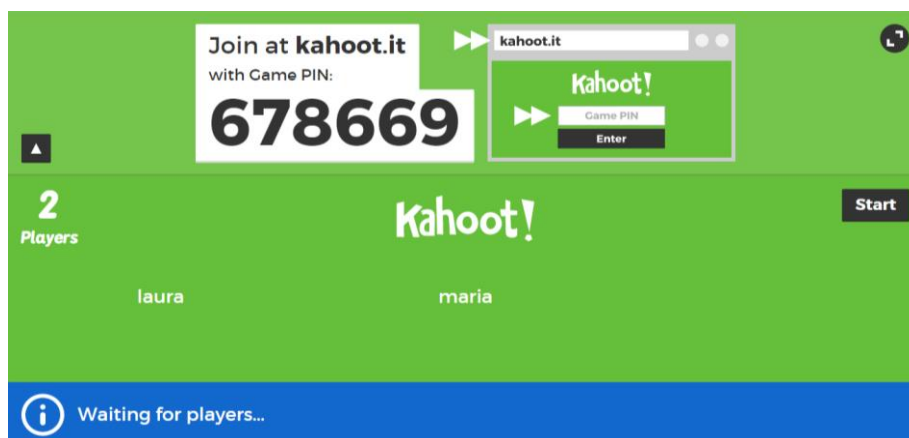 Join at kahoot.it
with Game PIN:
678669
kahoot.it
Kahoot!
Game PIN
Enter
2
Players
Kahoot!
Start
laura maria
Waiting for players...